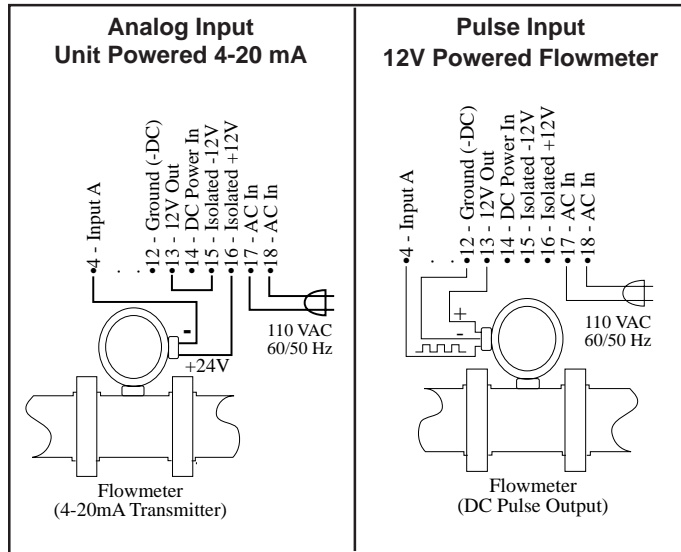 Analog Input
Unit Powered 4-20 mA
4 - Input A
12 - Ground (-DC)
13 - 12V Out
14 - DC Power In
15 - Isolated -12V
16 - Isolated +12V
17 - AC In
18 - AC In
-
+24V
110 VAC
60/50 Hz
Flowmeter
(4-20mA Transmitter)
Pulse Input
12V Powered Flowmeter
4 - Input A
12 - Ground (-DC)
13 - 12V Out
14 - DC Power In
15 - Isolated -12V
16 - Isolated +12V
17 - AC In
18 - AC In
+
-
110 VAC
60/50 Hz
Flowmeter
(DC Pulse Output)